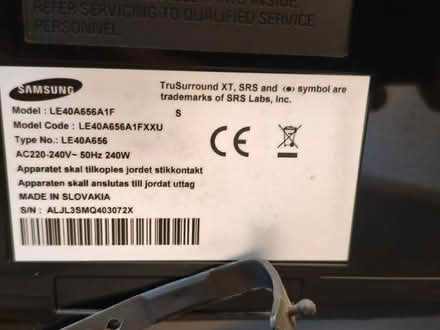 REFER SERVICING TO QUALIFIED SERVICE
PERSONNEL.
SAMSUNG
TruSurround XT, SRS and (●) symbol are
trademarks of SRS Labs, Inc.
Model : LE40A656A1F S
Model Code : LE40A656A1FXXU
Type No.: LE40A656
AC220-240V~ 50Hz 240W
Apparatet skal tilkoples jordet stikkontakt
Apparaten skall anslutas till jordat uttag
MADE IN SLOVAKIA
S/N : ALJL3SMQ403072X
CE